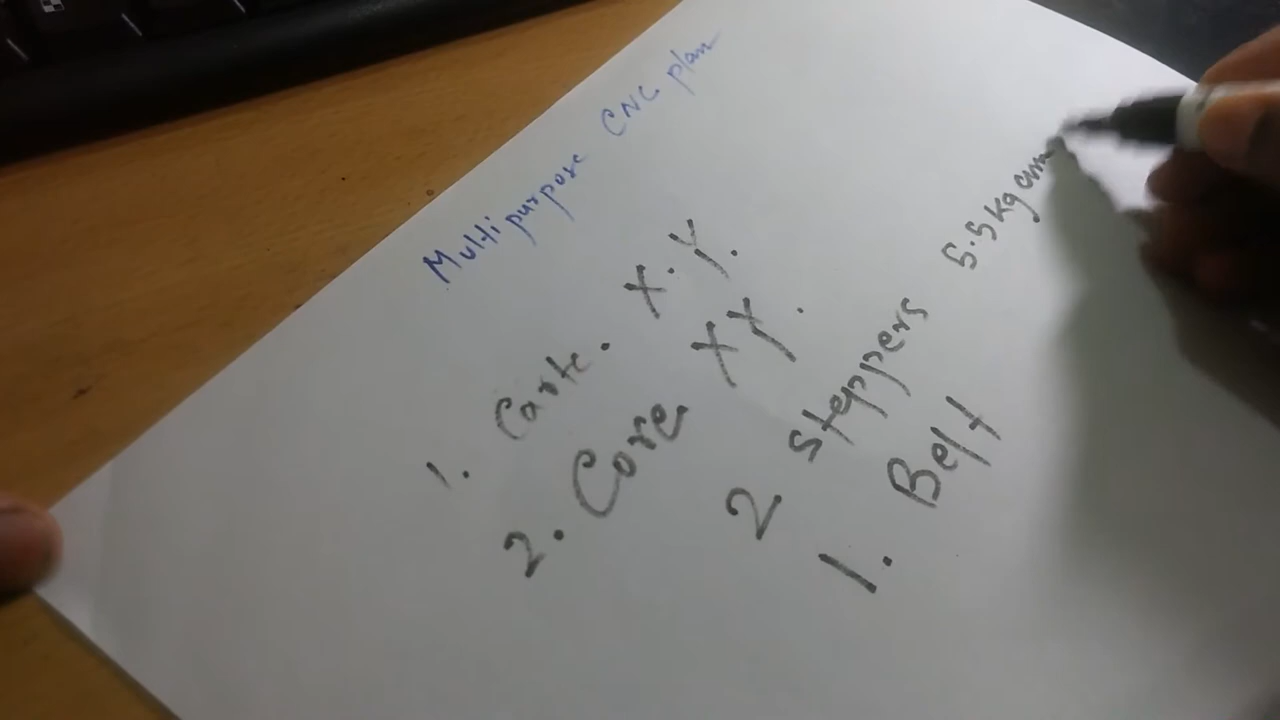 Multipurpose CNC plan
1. Carte. X.Y.
2. Core XY.
2 Steppers 5.5kg cm
1. Belt